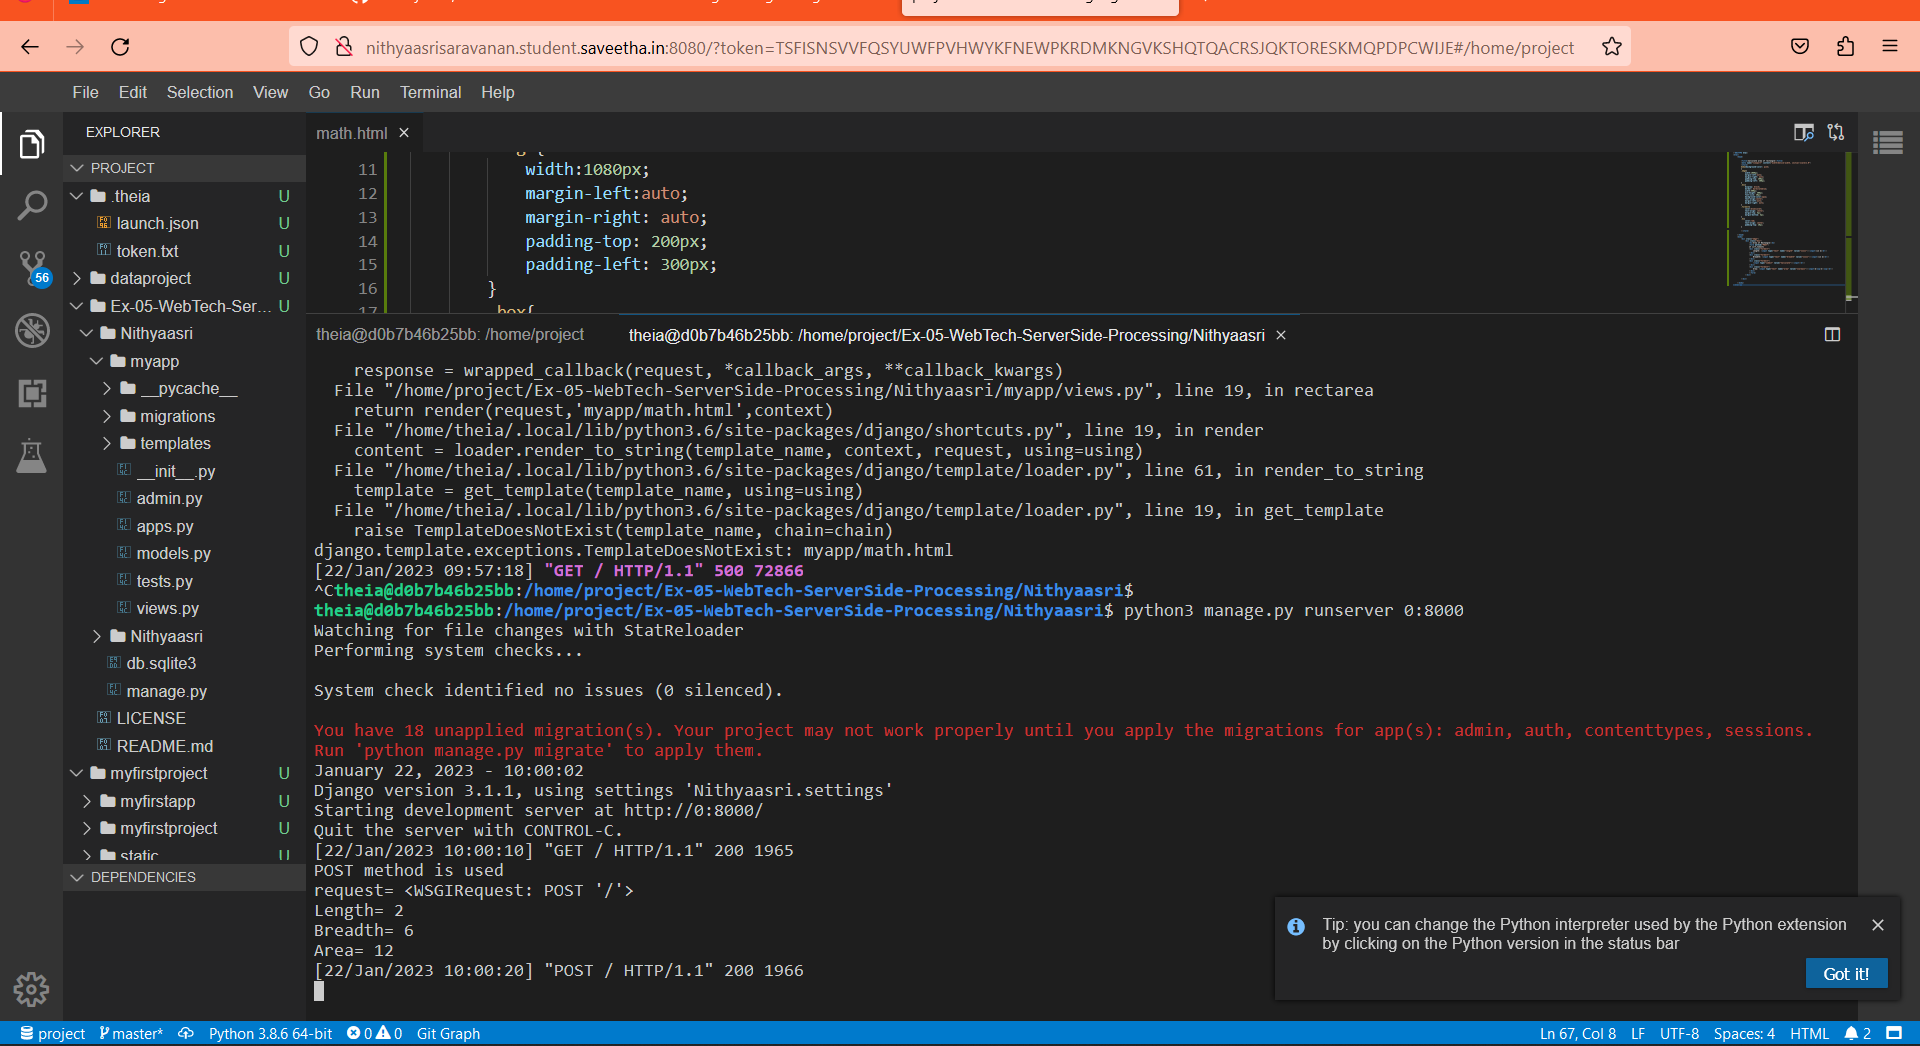 nithyaasrisaravanan.student.saveetha.in:8080/?token=TSFISNSVVFQSYUWFPVHWYKFNEWPKRDMKNGVKSHQTQACRSJQKTORESKMQPDPCWIJE#/home/project
File Edit Selection View Go Run Terminal Help
EXPLORER
PROJECT
.theia U
launch.json U
token.txt U
dataproject U
Ex-05-WebTech-Ser... U
Nithyaasri
myapp
__pycache__
migrations
templates
__init__.py
admin.py
apps.py
models.py
tests.py
views.py
Nithyaasri
db.sqlite3
manage.py
LICENSE
README.md
myfirstproject U
myfirstapp U
myfirstproject U
static U
DEPENDENCIES
56
math.html
11 width:1080px;
12 margin-left:auto;
13 margin-right: auto;
14 padding-top: 200px;
15 padding-left: 300px;
16 }
17 .box{
theia@d0b7b46b25bb: /home/project
theia@d0b7b46b25bb: /home/project/Ex-05-WebTech-ServerSide-Processing/Nithyaasri
response = wrapped_callback(request, *callback_args, **callback_kwargs)
File "/home/project/Ex-05-WebTech-ServerSide-Processing/Nithyaasri/myapp/views.py", line 19, in rectarea
return render(request,'myapp/math.html',context)
File "/home/theia/.local/lib/python3.6/site-packages/django/shortcuts.py", line 19, in render
content = loader.render_to_string(template_name, context, request, using=using)
File "/home/theia/.local/lib/python3.6/site-packages/django/template/loader.py", line 61, in render_to_string
template = get_template(template_name, using=using)
File "/home/theia/.local/lib/python3.6/site-packages/django/template/loader.py", line 19, in get_template
raise TemplateDoesNotExist(template_name, chain=chain)
django.template.exceptions.TemplateDoesNotExist: myapp/math.html
[22/Jan/2023 09:57:18] "GET / HTTP/1.1" 500 72866
^Ctheia@d0b7b46b25bb:/home/project/Ex-05-WebTech-ServerSide-Processing/Nithyaasri$
theia@d0b7b46b25bb:/home/project/Ex-05-WebTech-ServerSide-Processing/Nithyaasri$ python3 manage.py runserver 0:8000
Watching for file changes with StatReloader
Performing system checks...
System check identified no issues (0 silenced).
You have 18 unapplied migration(s). Your project may not work properly until you apply the migrations for app(s): admin, auth, contenttypes, sessions.
Run 'python manage.py migrate' to apply them.
January 22, 2023 - 10:00:02
Django version 3.1.1, using settings 'Nithyaasri.settings'
Starting development server at http://0:8000/
Quit the server with CONTROL-C.
[22/Jan/2023 10:00:10] "GET / HTTP/1.1" 200 1965
POST method is used
request= <WSGIRequest: POST '/'>
Length= 2
Breadth= 6
Area= 12
[22/Jan/2023 10:00:20] "POST / HTTP/1.1" 200 1966
Tip: you can change the Python interpreter used by the Python extension
by clicking on the Python version in the status bar
Got it!
project master* Python 3.8.6 64-bit 0 0 Git Graph Ln 67, Col 8 LF UTF-8 Spaces: 4 HTML 2